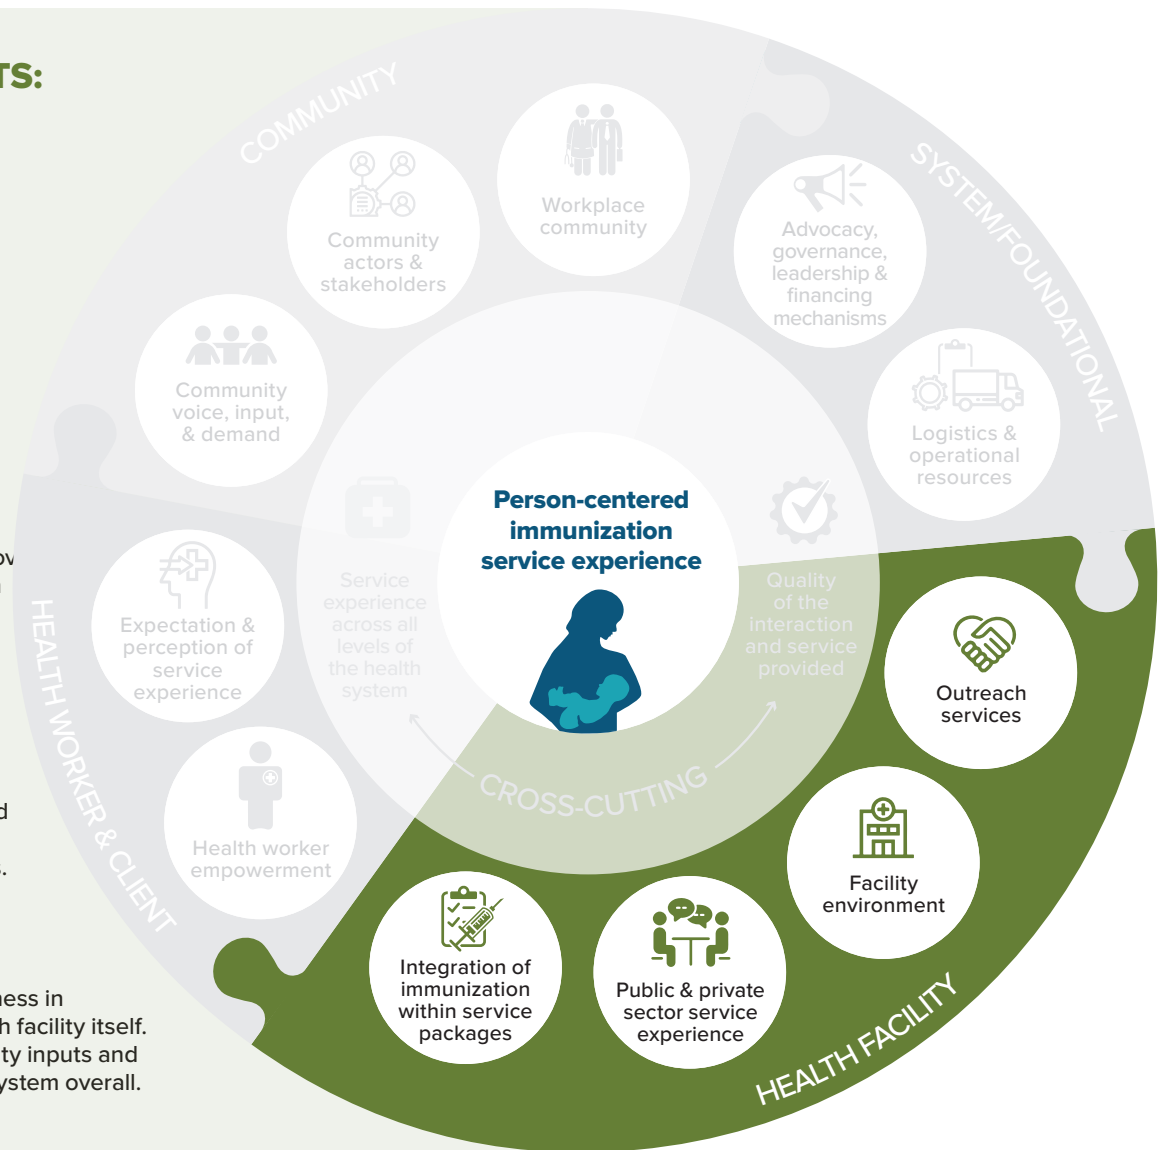 TS:
COMMUNITY
Workplace
community
Community
actors &
stakeholders
Community
voice, input,
& demand
SYSTEM/FOUNDATIONAL
Advocacy,
governance,
leadership &
financing
mechanisms
Logistics &
operational
resources
Person-centered
immunization
service experience
Service
experience
across all
levels of
the health
system
Quality
of the
interaction
and service
provided
CROSS-CUTTING
HEALTH WORKER & CLIENT
Expectation &
perception of
service
experience
Health worker
empowerment
HEALTH FACILITY
Outreach
services
Facility
environment
Public & private
sector service
experience
Integration of
immunization
within service
packages
ness in
h facility itself.
ty inputs and
ystem overall.